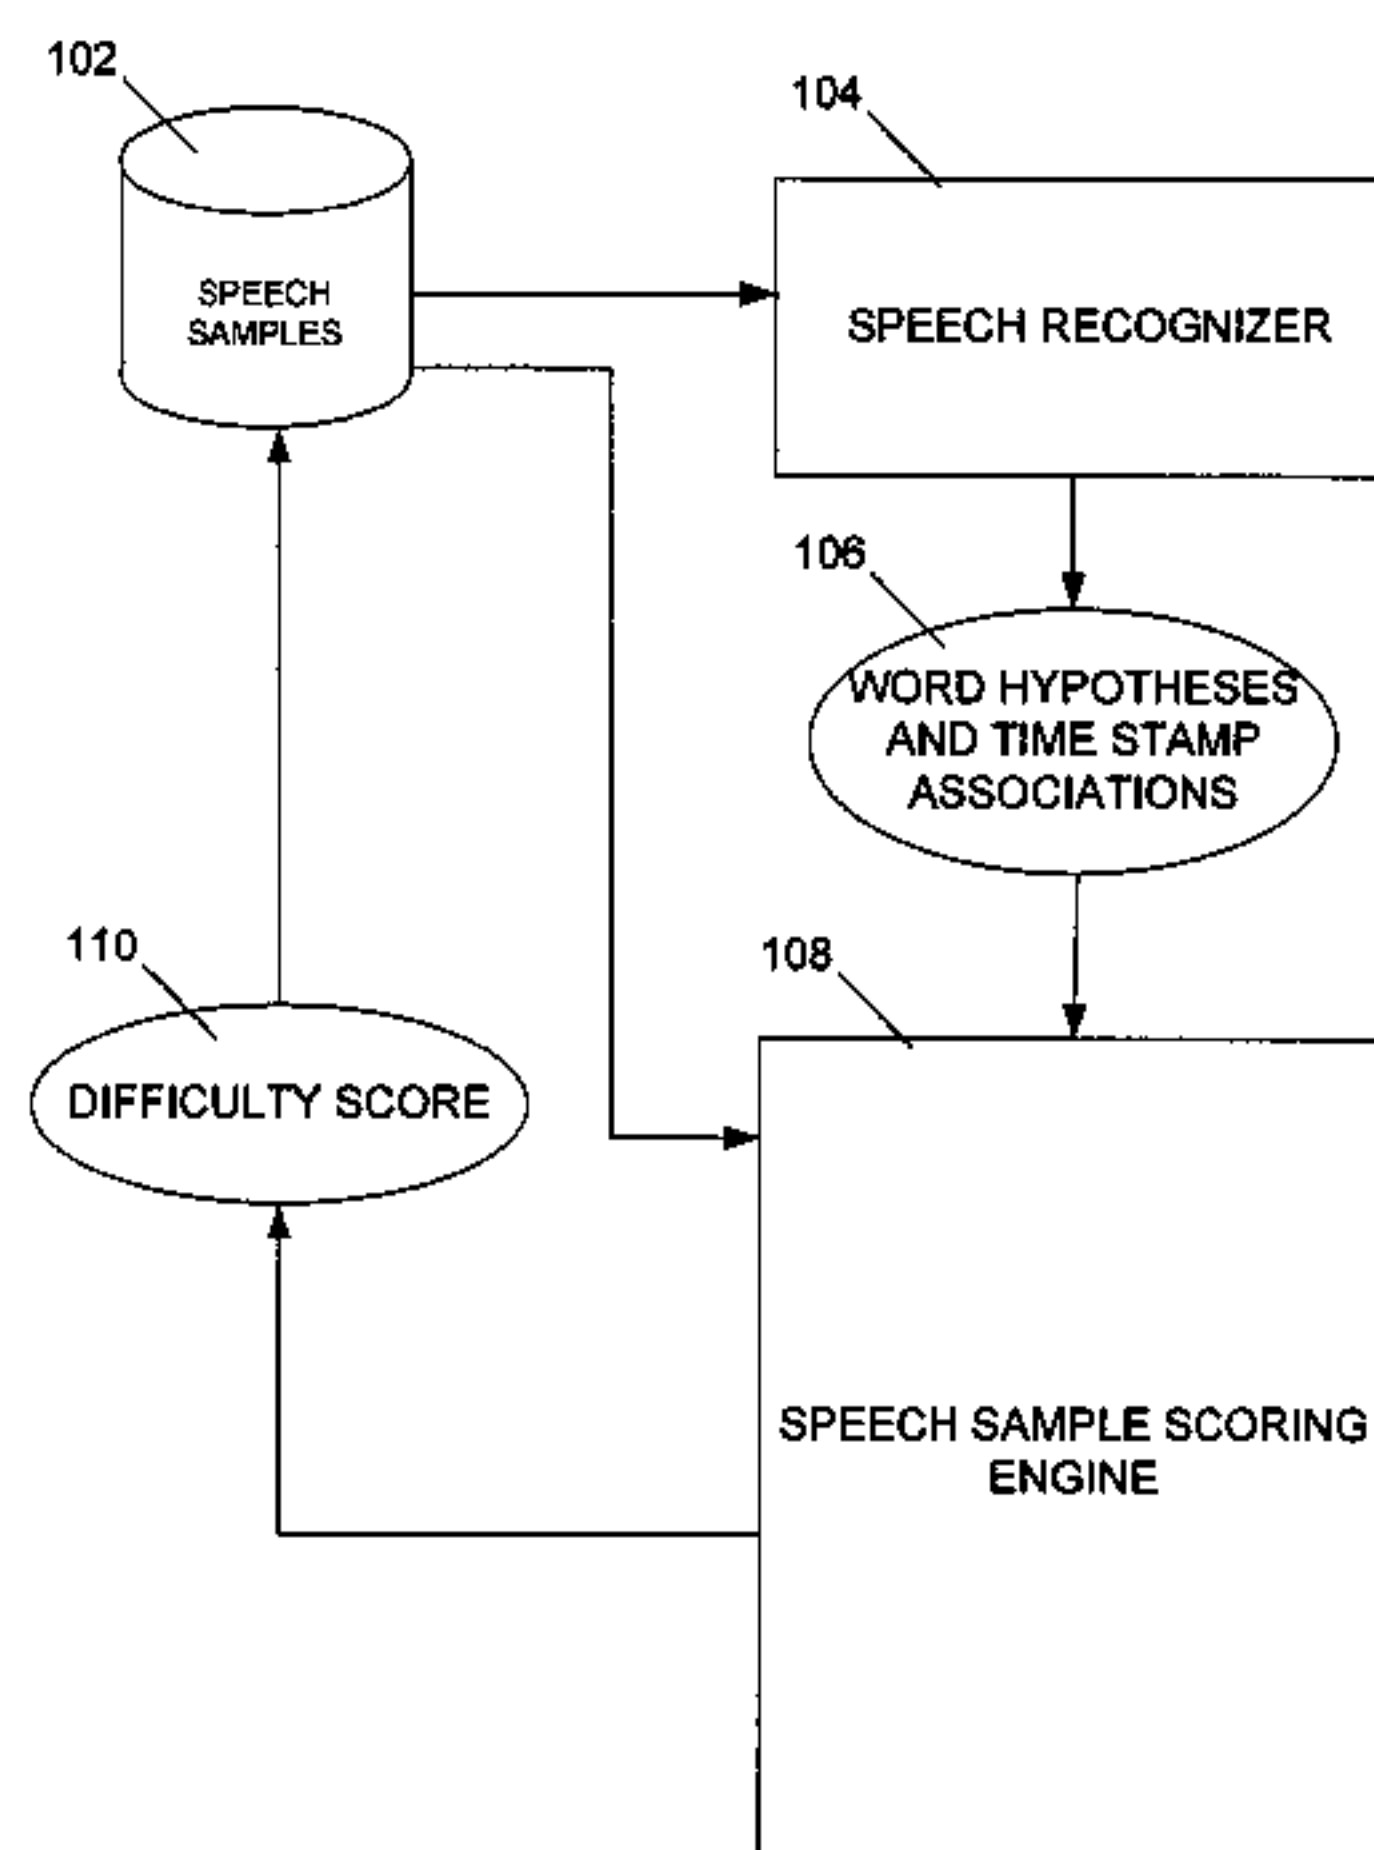 102
104
SPEECH
SAMPLES
SPEECH RECOGNIZER
106
WORD HYPOTHESES
AND TIME STAMP
ASSOCIATIONS
110
108
DIFFICULTY SCORE
SPEECH SAMPLE SCORING
ENGINE